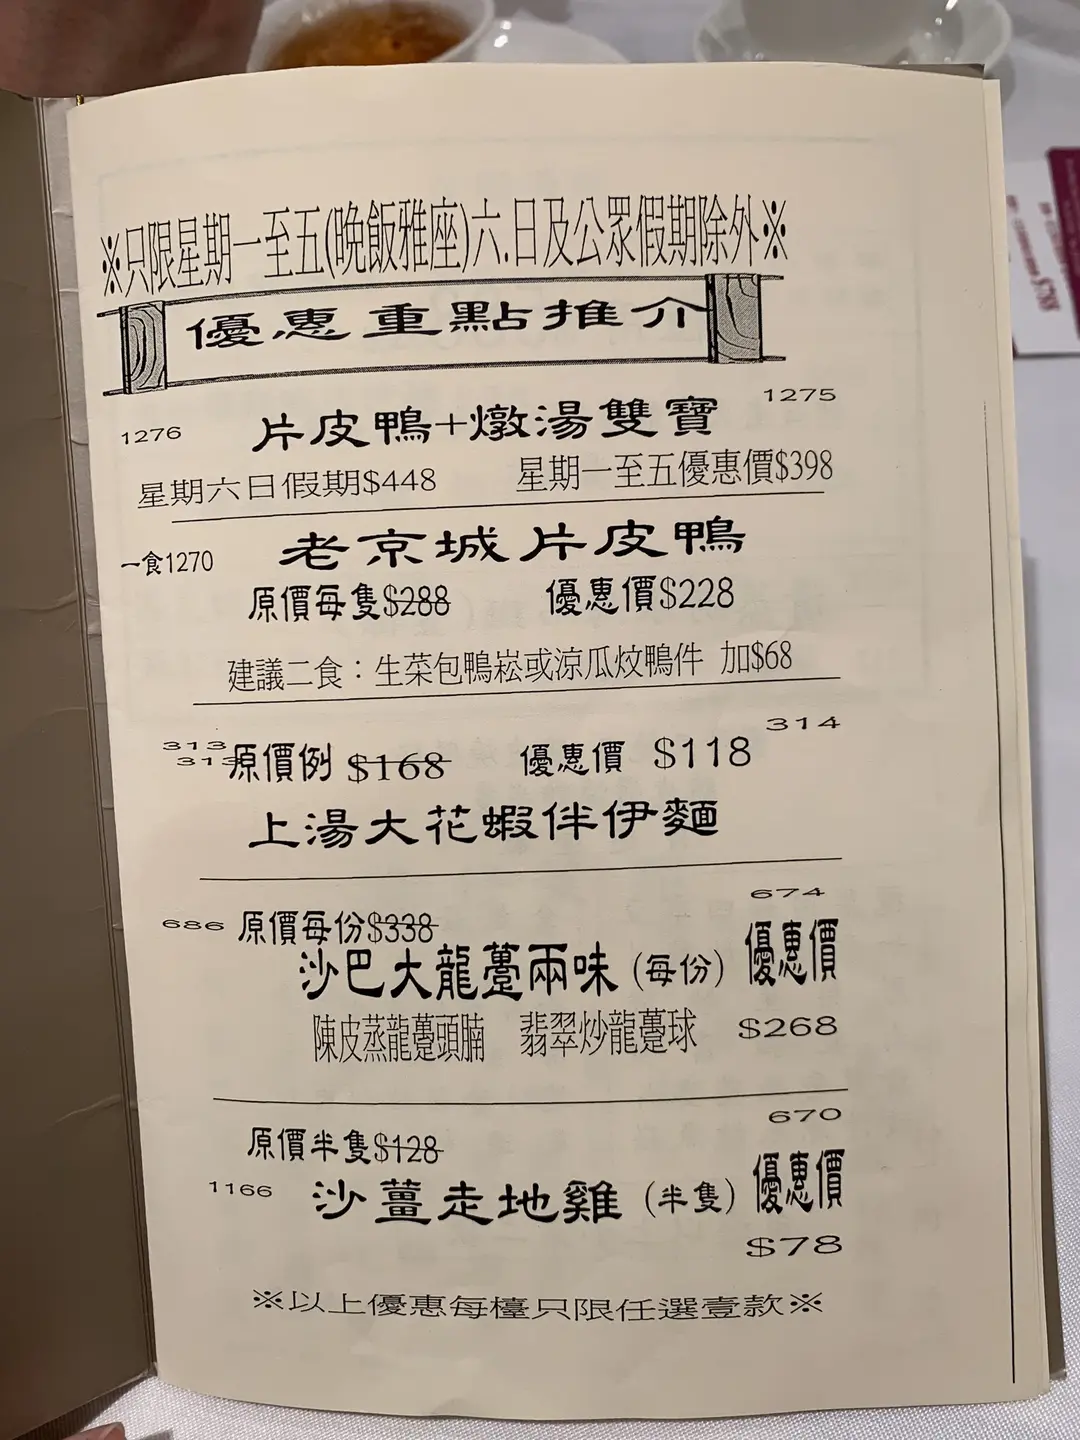 ※只限星期一至五(晚飯雅座)六.日及公眾假期除外※
優惠重點推介
1275
1276 片皮鴨+燉湯雙寶
星期六日假期$448 星期一至五優惠價$398
一食1270 老京城片皮鴨
原價每隻$288 優惠價$228
建議二食：生菜包鴨崧或涼瓜炆鴨件 加$68
314
313
313 原價例 $168 優惠價 $118
上湯大花蝦伴伊麵
674
686 原價每份$338
沙巴大龍躉兩味 (每份) 優惠價
陳皮蒸龍躉頭腩 翡翠炒龍躉球 $268
670
原價半隻$128
1166 沙薑走地雞 (半隻) 優惠價
$78
※以上優惠每檯只限任選壹款※
$788